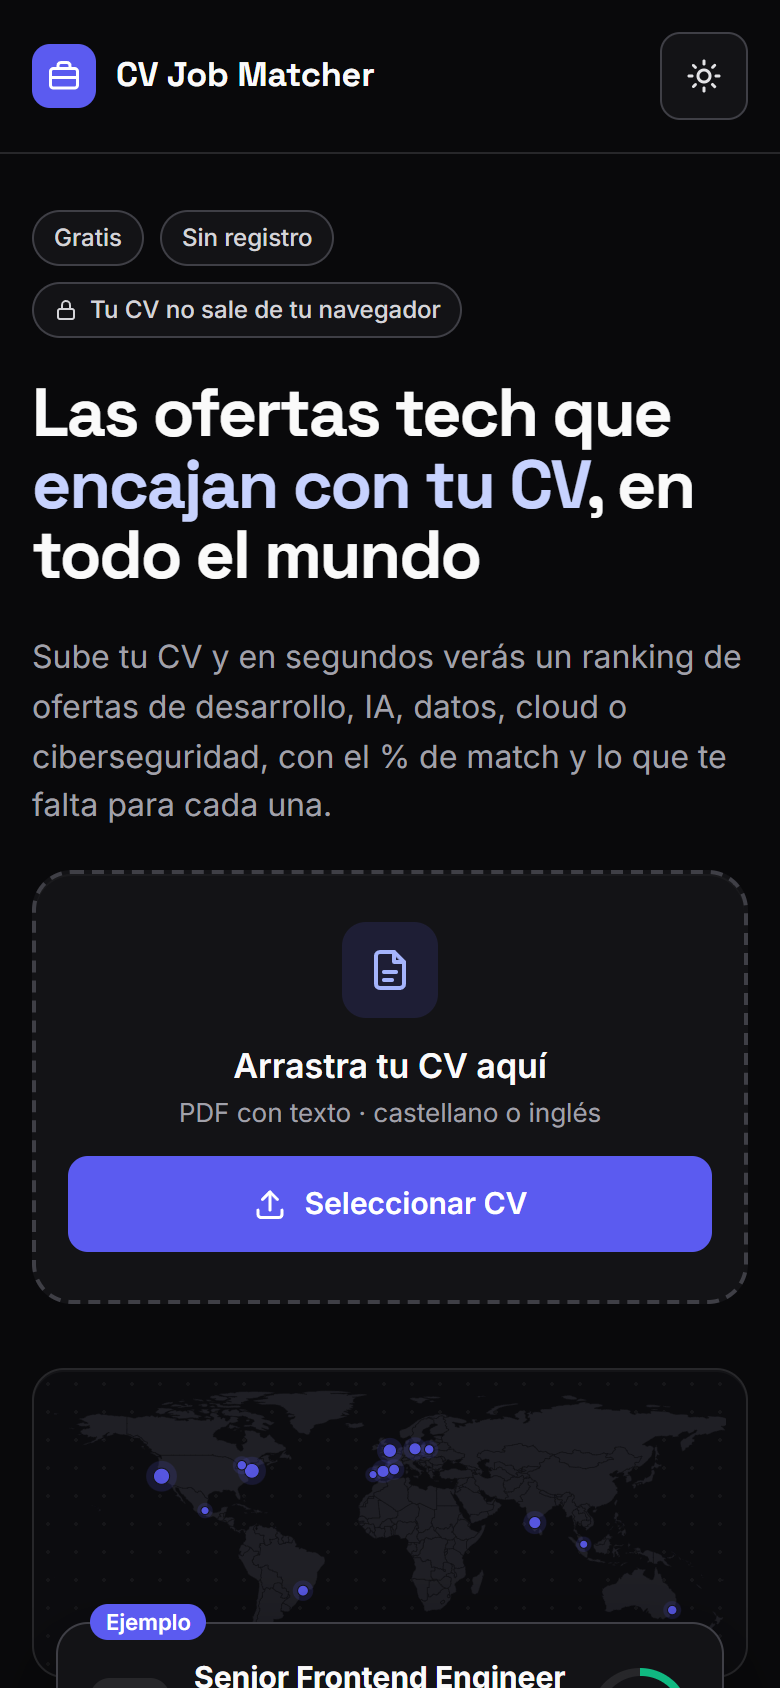 CV Job Matcher
Gratis
Sin registro
Tu CV no sale de tu navegador
Las ofertas tech que
encajan con tu CV, en
todo el mundo
Sube tu CV y en segundos verás un ranking de
ofertas de desarrollo, IA, datos, cloud o
ciberseguridad, con el % de match y lo que te
falta para cada una.
Arrastra tu CV aquí
PDF con texto · castellano o inglés
Seleccionar CV
Ejemplo
Senior Frontend Engineer